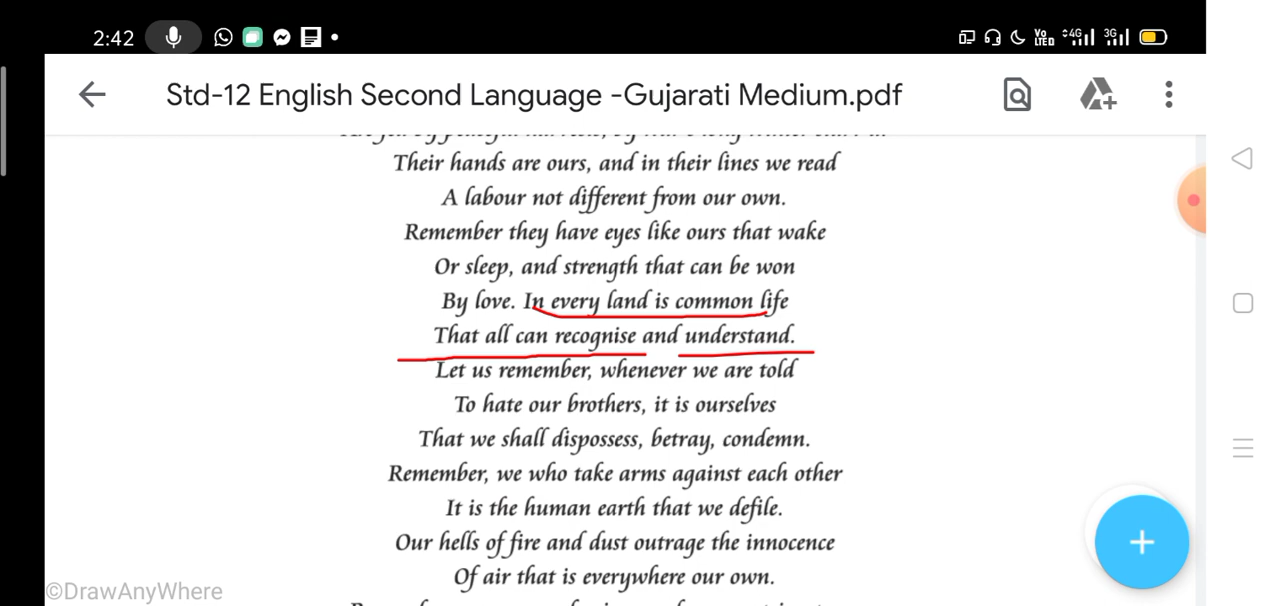 2:42
VoLTED 4G 3G
Std-12 English Second Language -Gujarati Medium.pdf
Their hands are ours, and in their lines we read
A labour not different from our own.
Remember they have eyes like ours that wake
Or sleep, and strength that can be won
By love. In every land is common life
That all can recognise and understand.
Let us remember, whenever we are told
To hate our brothers, it is ourselves
That we shall dispossess, betray, condemn.
Remember, we who take arms against each other
It is the human earth that we defile.
Our hells of fire and dust outrage the innocence
Of air that is everywhere our own.
©DrawAnyWhere